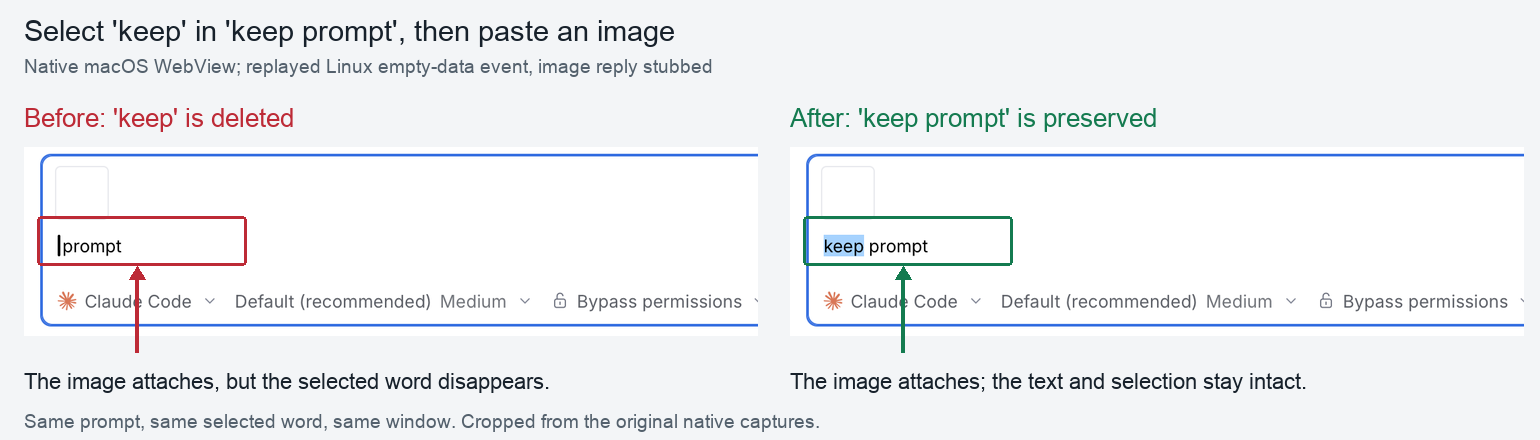 Select 'keep' in 'keep prompt', then paste an image
Native macOS WebView; replayed Linux empty-data event, image reply stubbed
Before: 'keep' is deleted
prompt
Claude Code Default (recommended) Medium Bypass permissions
The image attaches, but the selected word disappears.
After: 'keep prompt' is preserved
keep prompt
Claude Code Default (recommended) Medium Bypass permissions
The image attaches; the text and selection stay intact.
Same prompt, same selected word, same window. Cropped from the original native captures.